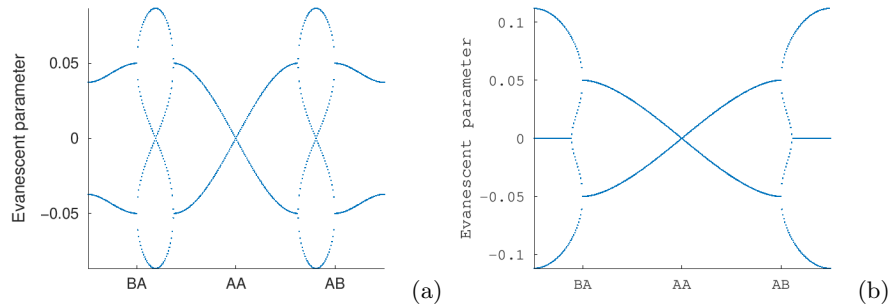 Evanescent parameter
0.05
0
-0.05
BA AA AB
(a)
Evanescent parameter
0.1
0.05
0
-0.05
-0.1
BA AA AB
(b)